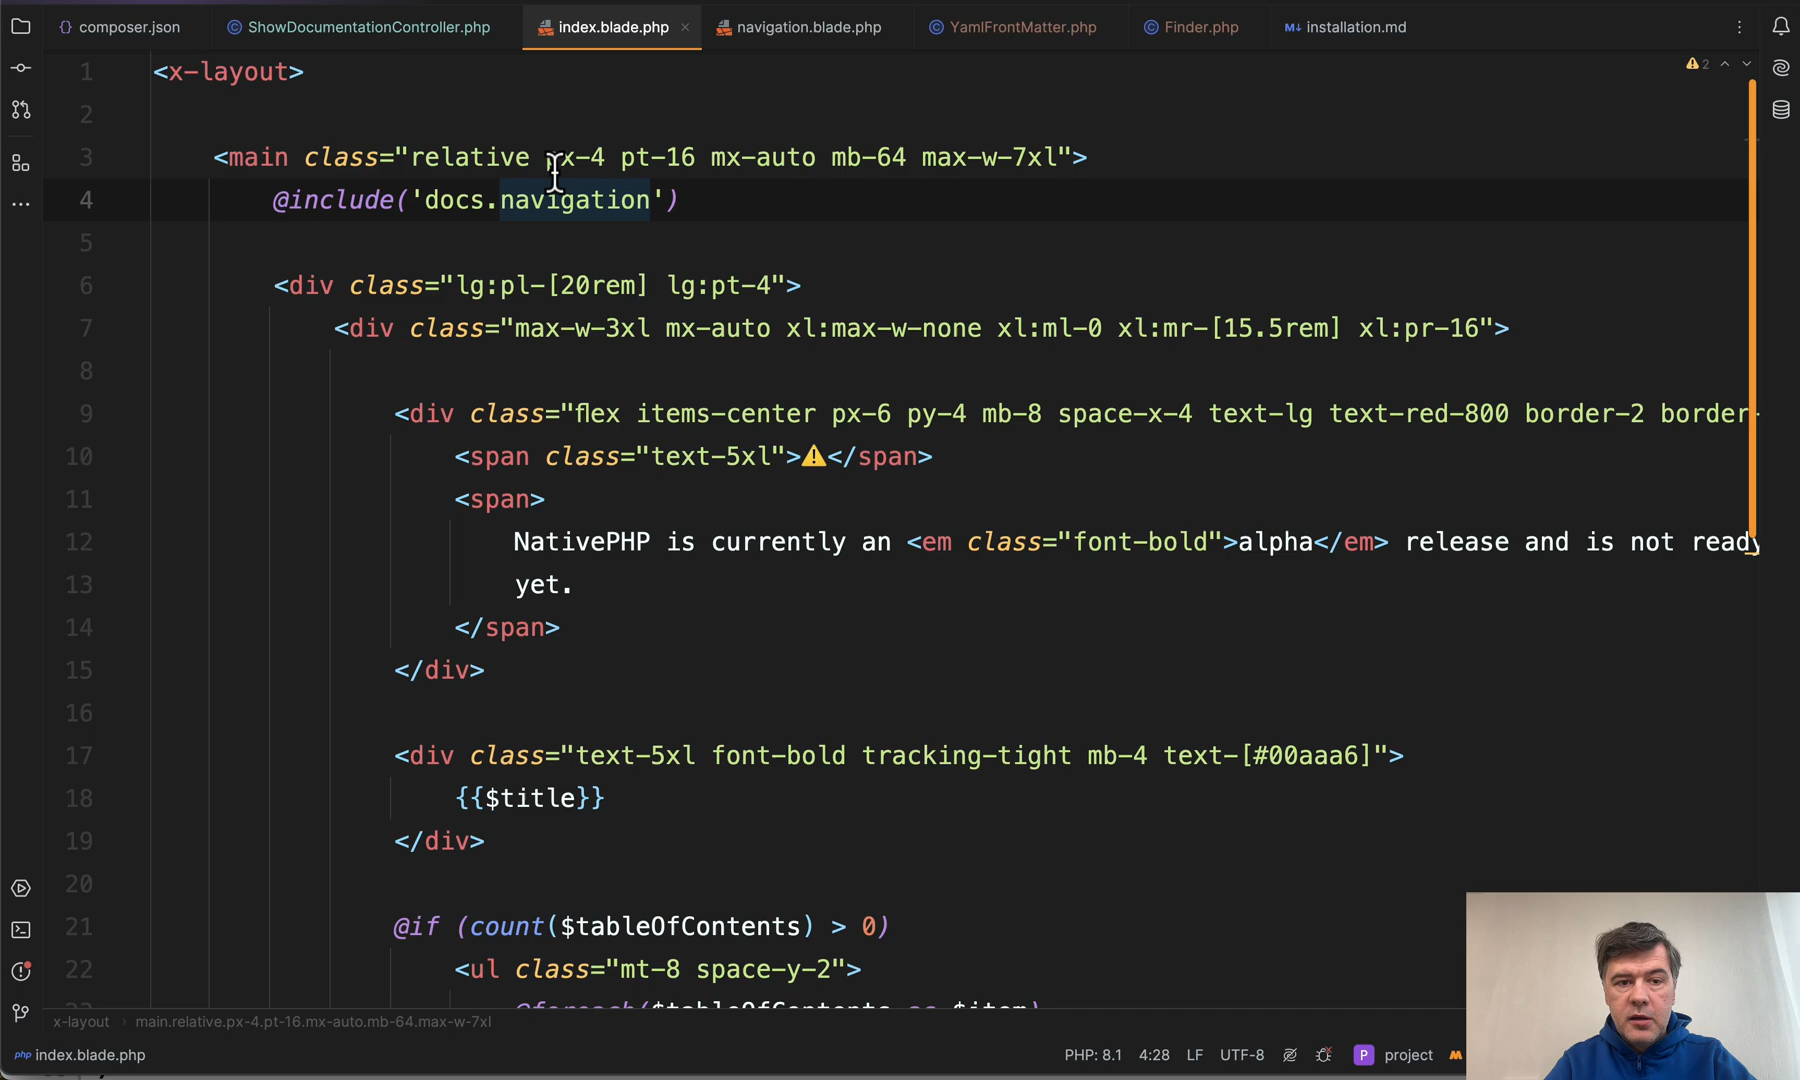 composer.json ShowDocumentationController.php index.blade.php navigation.blade.php YamlFrontMatter.php Finder.php installation.md
2
1 <x-layout>
2
3 <main class="relative px-4 pt-16 mx-auto mb-64 max-w-7xl">
4 @include('docs.navigation')
5
6 <div class="lg:pl-[20rem] lg:pt-4">
7 <div class="max-w-3xl mx-auto xl:max-w-none xl:ml-0 xl:mr-[15.5rem] xl:pr-16">
8
9 <div class="flex items-center px-6 py-4 mb-8 space-x-4 text-lg text-red-800 border-2 border-
10 <span class="text-5xl">⚠️</span>
11 <span>
12 NativePHP is currently an <em class="font-bold">alpha</em> release and is not ready
13 yet.
14 </span>
15 </div>
16
17 <div class="text-5xl font-bold tracking-tight mb-4 text-[#00aaa6]">
18 {{$title}}
19 </div>
20
21 @if (count($tableOfContents) > 0)
22 <ul class="mt-8 space-y-2">
23 @foreach($tableOfContents as $item)
x-layout › main.relative.px-4.pt-16.mx-auto.mb-64.max-w-7xl
php index.blade.php PHP: 8.1 4:28 LF UTF-8 P project